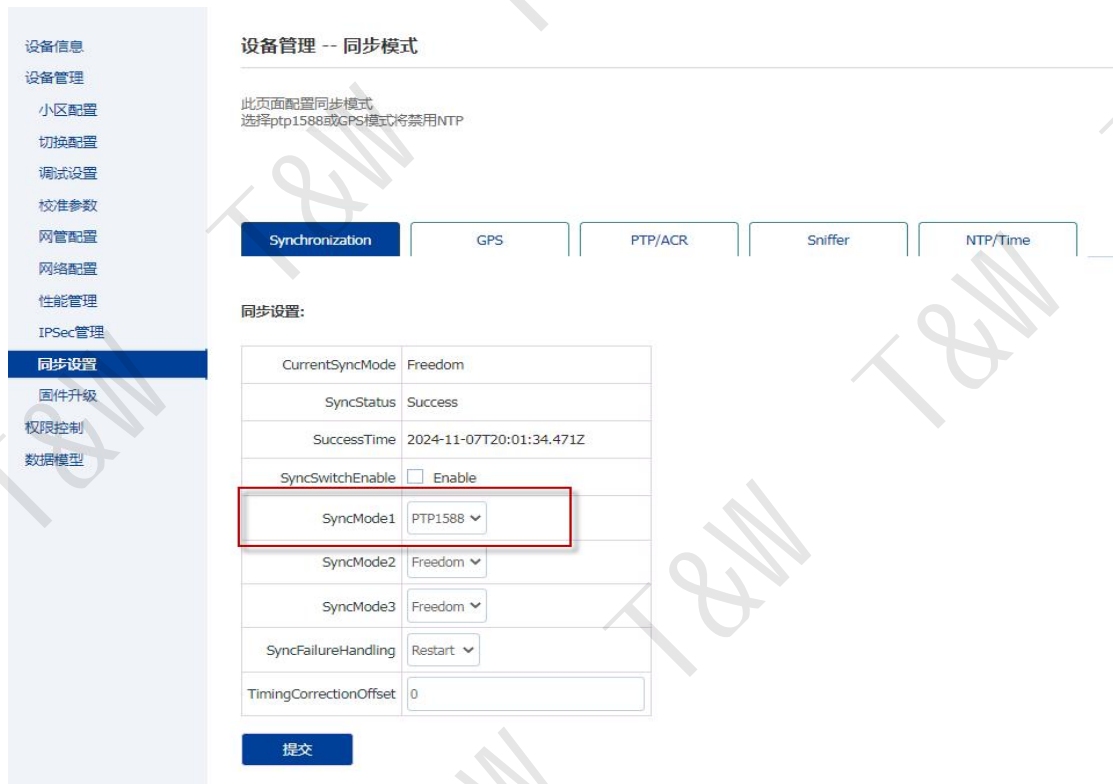 设备信息
设备管理
小区配置
切换配置
调试设置
校准参数
网管配置
网络配置
性能管理
IPSec管理
同步设置
固件升级
权限控制
数据模型
设备管理 -- 同步模式
此页面配置同步模式
选择ptp1588或GPS模式将禁用NTP
Synchronization GPS PTP/ACR Sniffer NTP/Time
同步设置:
CurrentSyncMode Freedom
SyncStatus Success
SuccessTime 2024-11-07T20:01:34.471Z
SyncSwitchEnable Enable
SyncMode1 PTP1588
SyncMode2 Freedom
SyncMode3 Freedom
SyncFailureHandling Restart
TimingCorrectionOffset 0
提交
T&W
T&W
T&W
T&W